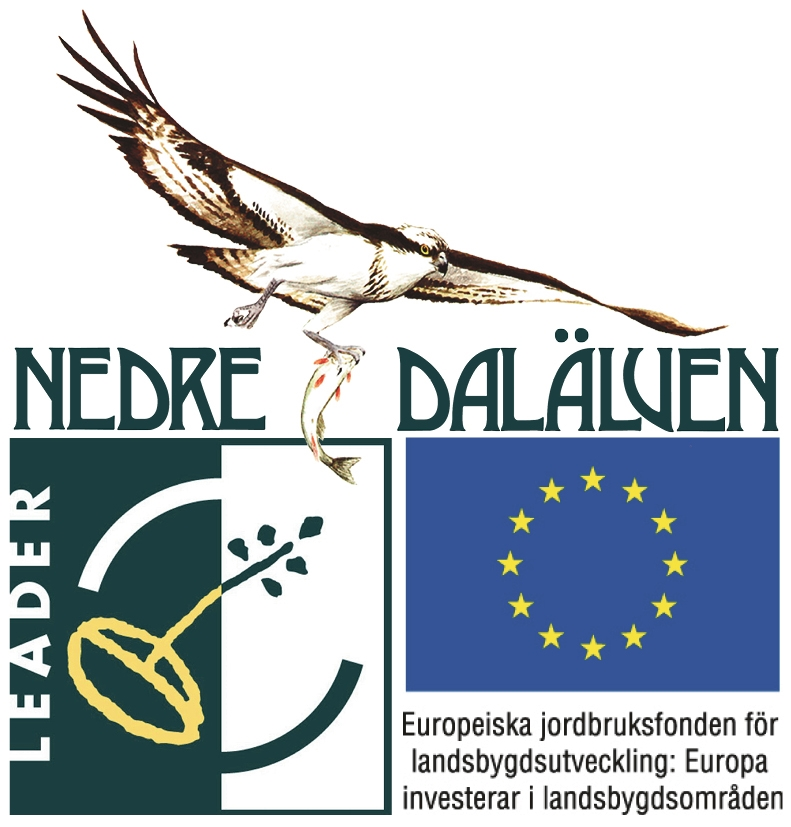 NEDRE DALÄLVEN
LEADER
Europeiska jordbruksfonden för
landsbygdsutveckling: Europa
investerar i landsbygdsområden